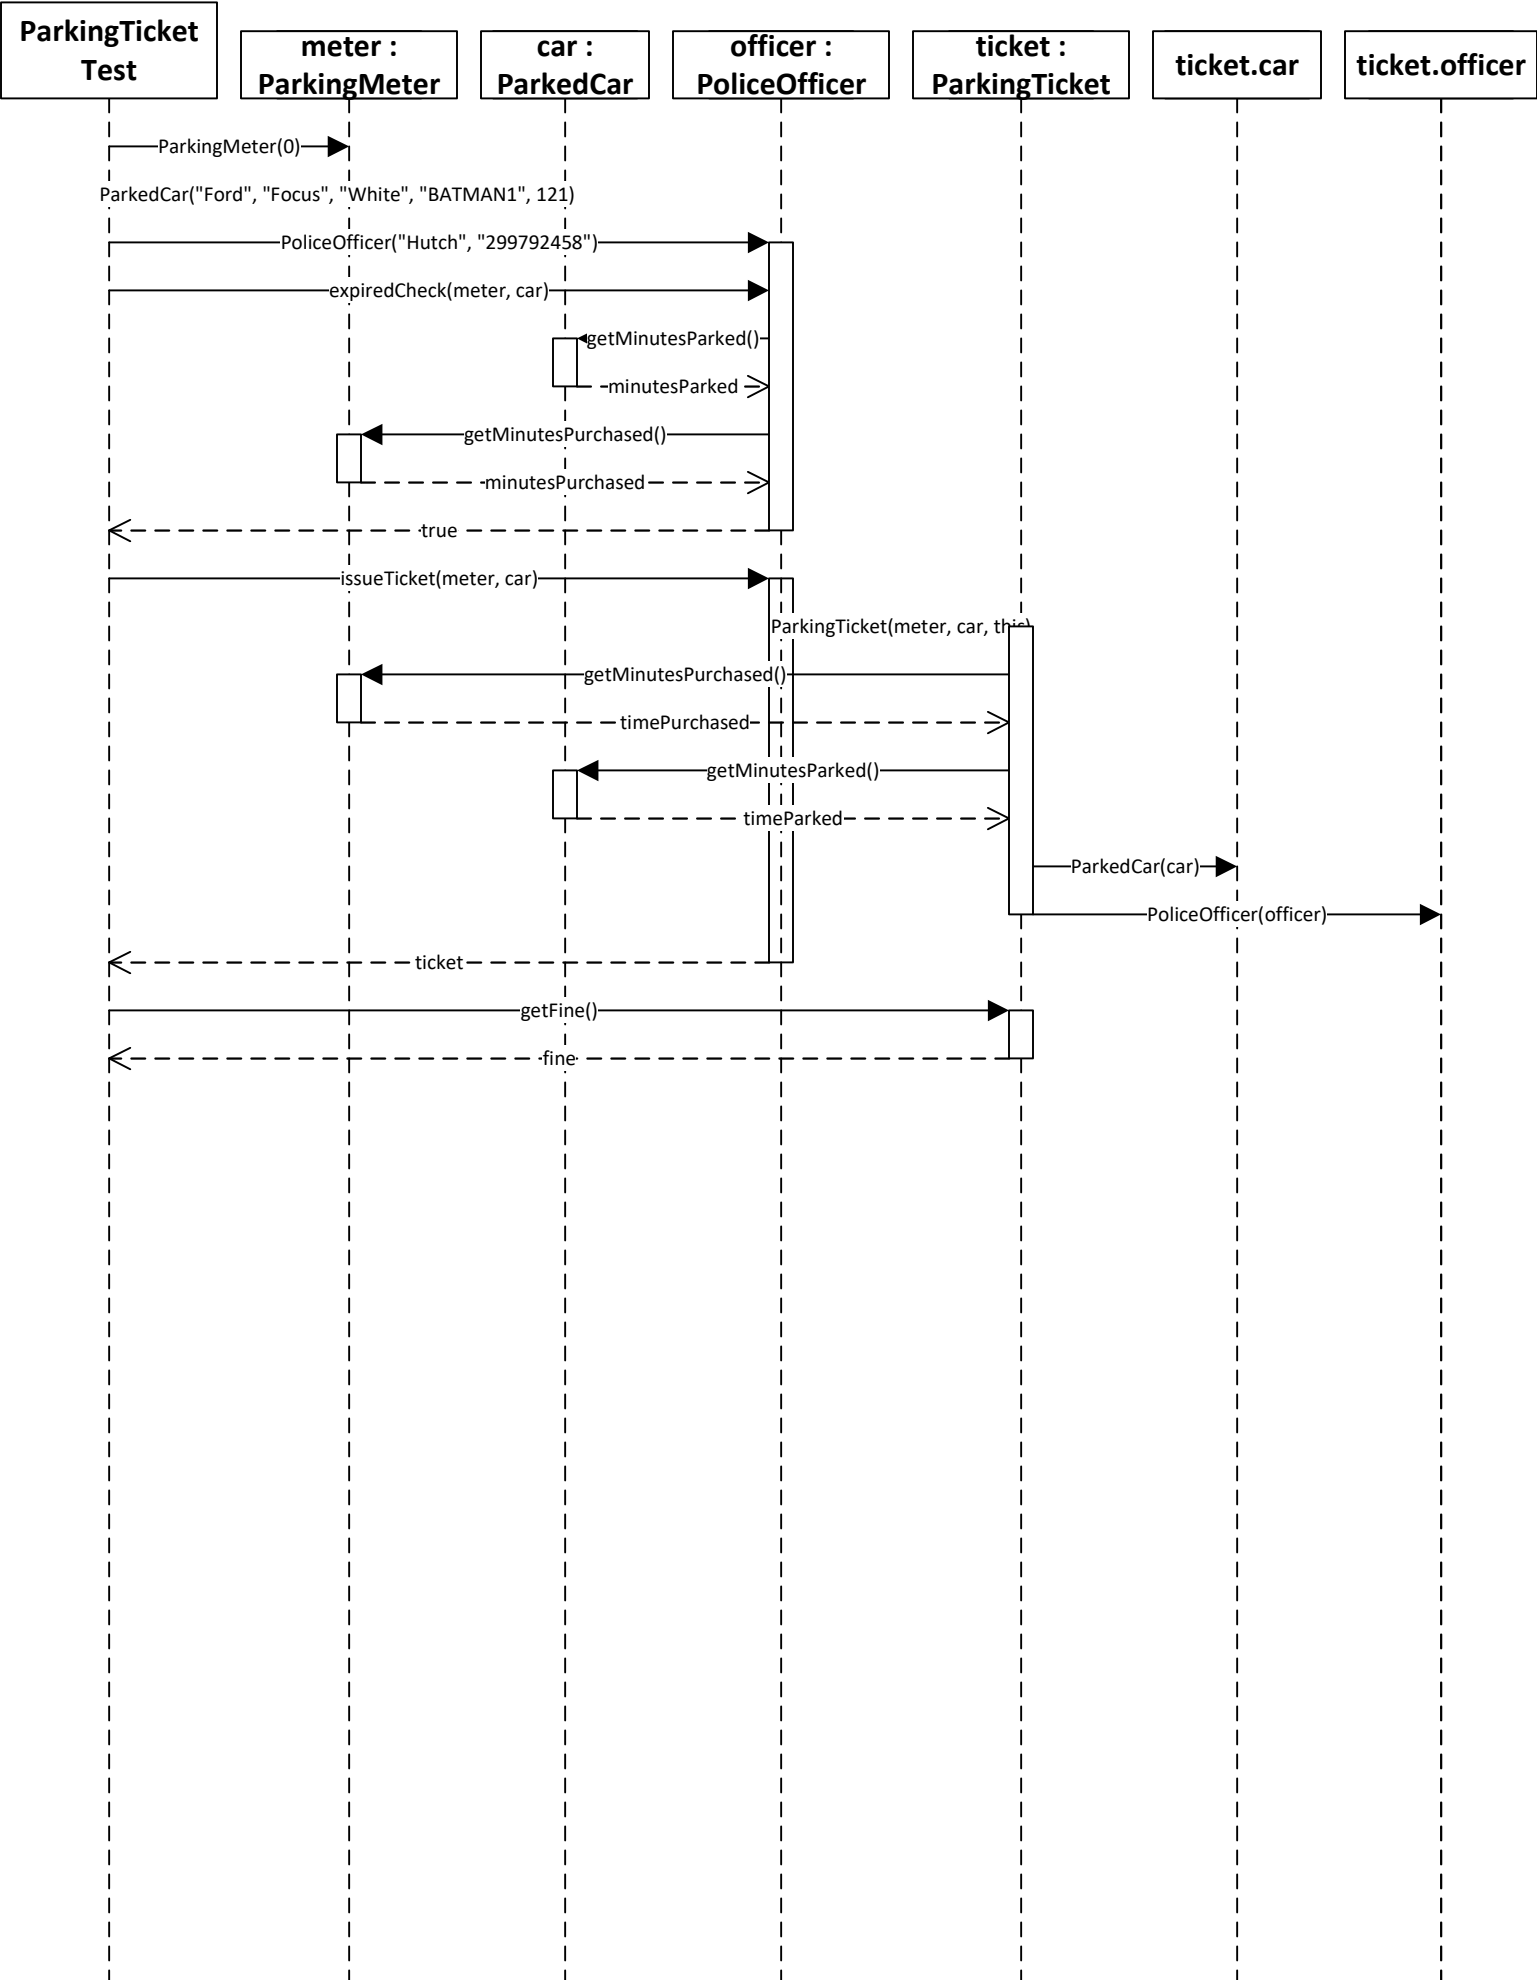 ParkingTicket
Test
meter :
ParkingMeter
car :
ParkedCar
officer :
PoliceOfficer
ticket :
ParkingTicket
ticket.car
ticket.officer
ParkingMeter(0)
ParkedCar("Ford", "Focus", "White", "BATMAN1", 121)
PoliceOfficer("Hutch", "299792458")
expiredCheck(meter, car)
getMinutesParked()
minutesParked
getMinutesPurchased()
minutesPurchased
true
issueTicket(meter, car)
ParkingTicket(meter, car, this)
getMinutesPurchased()
timePurchased
getMinutesParked()
timeParked
ParkedCar(car)
PoliceOfficer(officer)
ticket
getFine()
fine